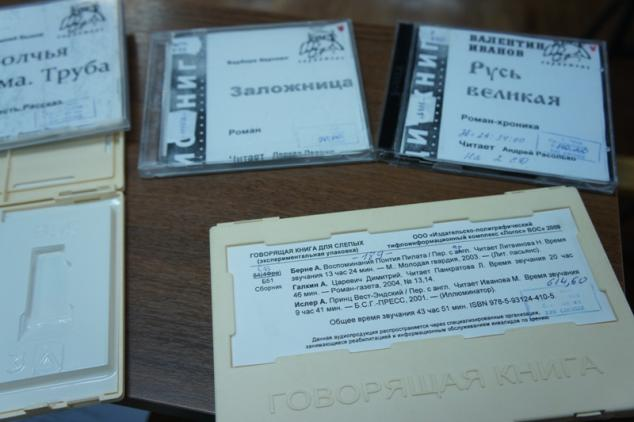 ОЛЧЬЯ
МА. Труба
Рассказ
КНИГ
Заложница
Роман
Читает
КНИГ
ВАЛЕНТИН
ИВАНОВ
Русь
великая
Роман-хроника
Читает Андрей
На 2 CD
ГОВОРЯЩАЯ КНИГА ДЛЯ СЛЕПЫХ
(экспериментальная упаковка)
ООО «Издательско-полиграфический
тифлоинформационный комплекс «Логос» ВОС» 2009
-189-
Сборник
Берне А. Воспоминания Понтия Пилата / Пер. с Читает Литвинова Н. Время
звучания 13 час 24 мин. — М.: Молодая гвардия, 2003. — (Лит. пасьянс).
Галкин А. Царевич Димитрий. Читает Панкратова Л. Время звучания 20 час
46 мин. — Роман-газета, 2004, № 13,14.
Ислер А. Принц Вест-Эндский / Пер. с англ. Читает Иванова М. Время звучания
9 час 41 мин. — Б.С.Г.-ПРЕСС, 2001. — (Иллюминатор).
614,60
Общее время звучания 43 час 51 мин. ISBN 978-5-93124-410-5
Данная аудиопродукция распространяется через специализированные организации,
занимающиеся реабилитацией и информационным обслуживанием инвалидов по зрению
ГОВОРЯЩАЯ КНИГА